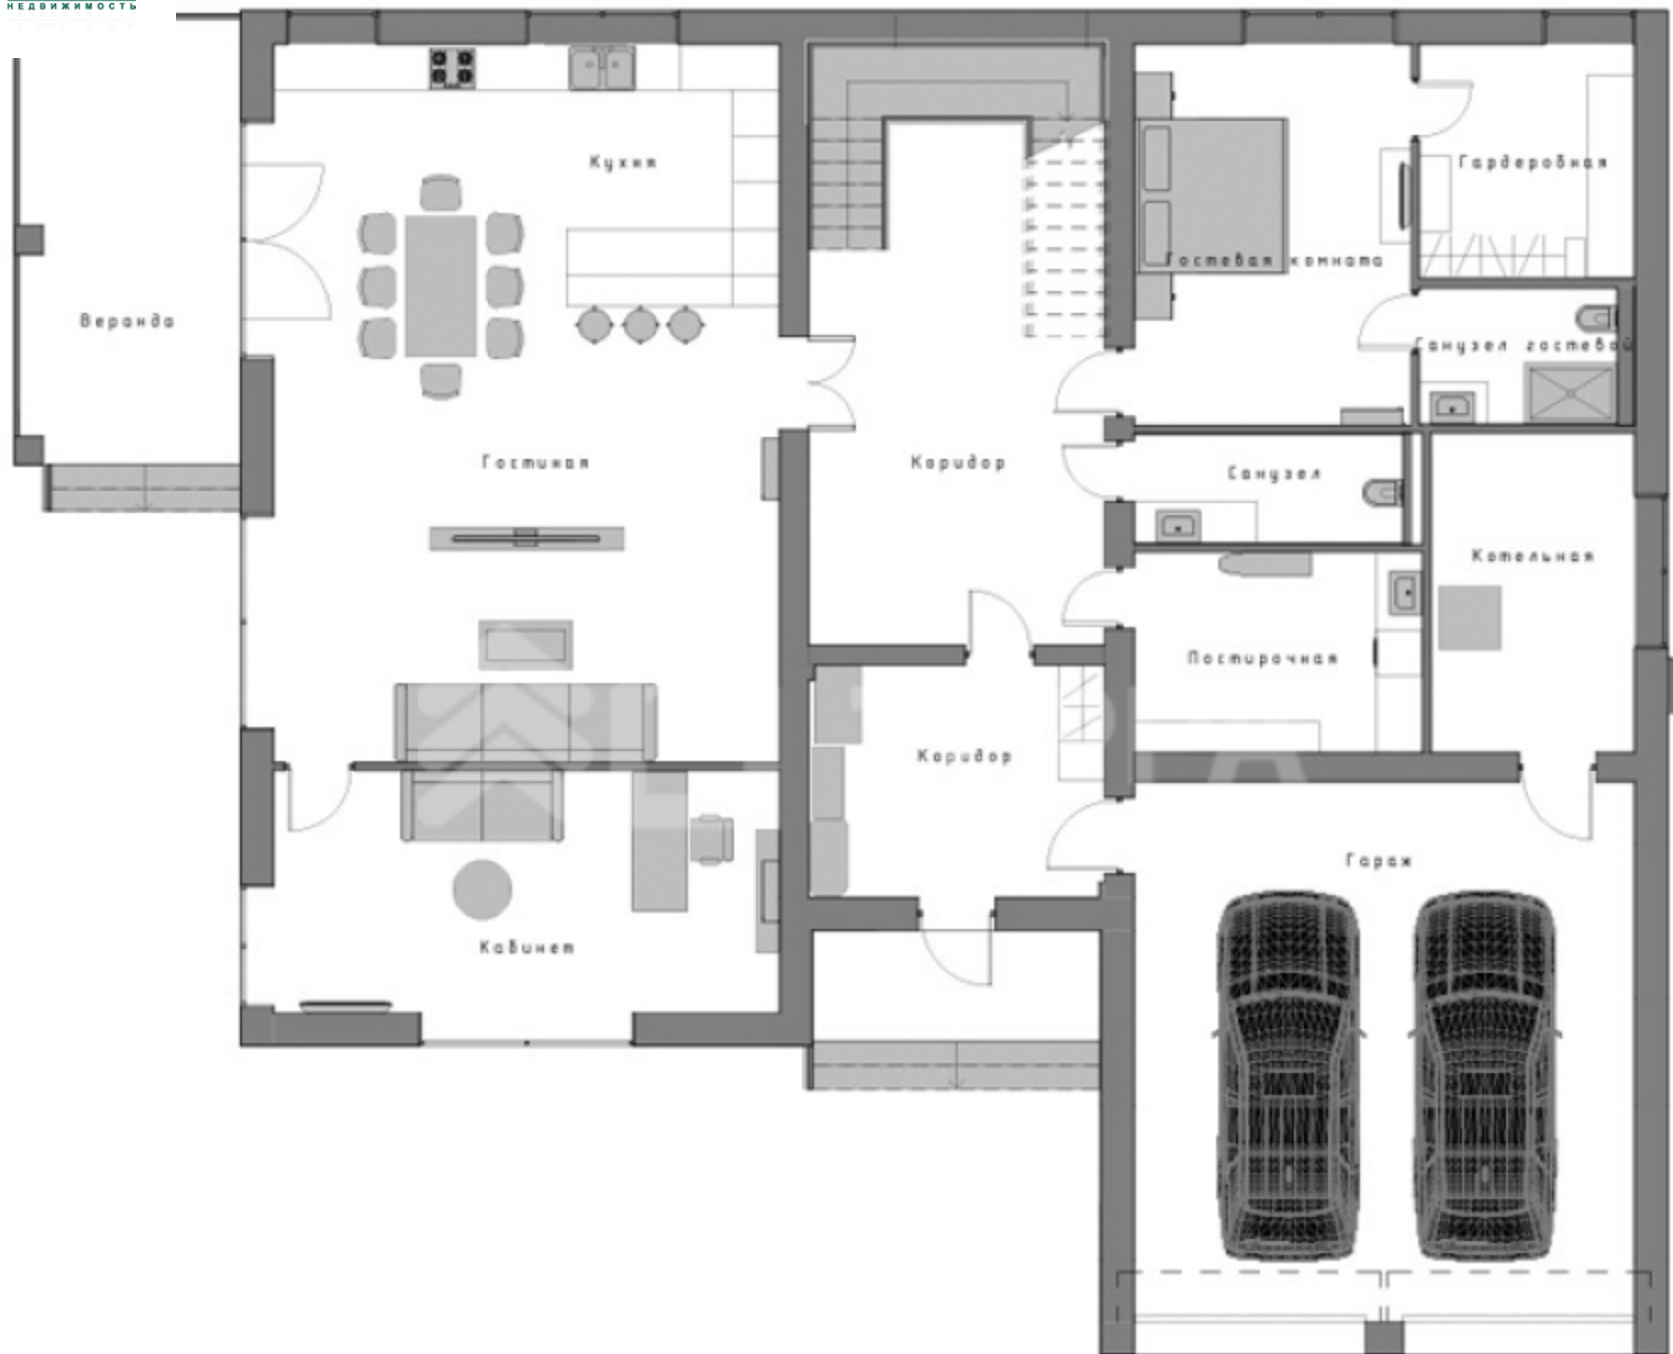 НЕДВИЖИМОСТЬ
Кухня
Гардеробная
Гостевая комната
Веранда
Санузел гостевой
Гостиная
Коридор
Санузел
Котельная
Постирочная
Коридор
Гараж
Кабинет